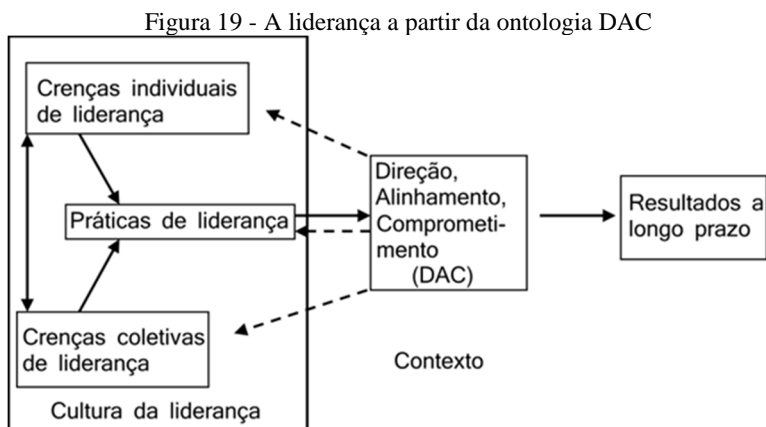 Figura 19 - A liderança a partir da ontologia DAC
Crenças individuais
de liderança
Práticas de liderança
Crenças coletivas
de liderança
Cultura da liderança
Direção,
Alinhamento,
Comprometi-
mento
(DAC)
Contexto
Resultados a
longo prazo